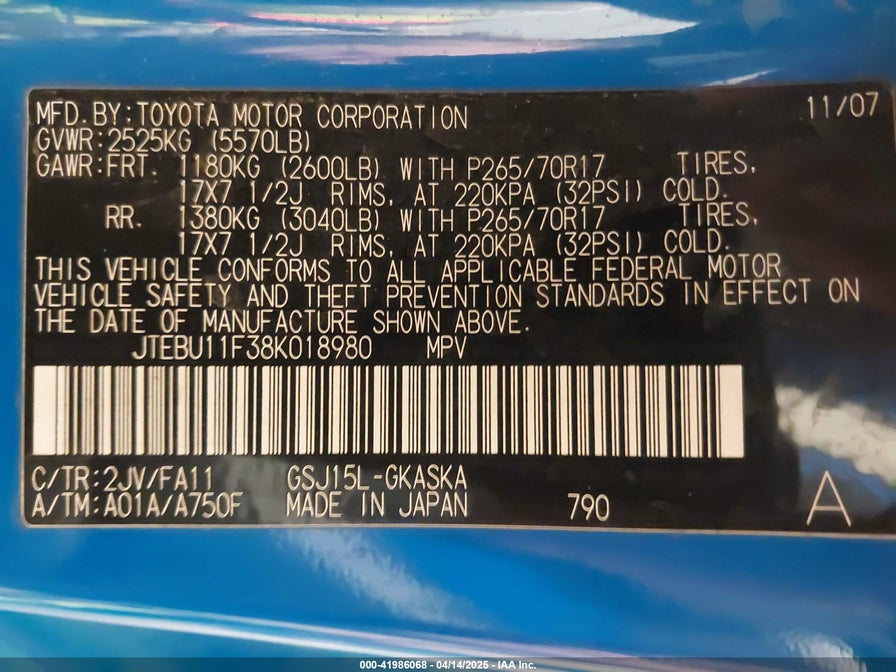 MFD.BY:TOYOTA MOTOR CORPORATION 11/07
GVWR:2525KG (5570LB)
GAWR:FRT. 1180KG (2600LB) WITH P265/70R17 TIRES,
17X7 1/2J RIMS, AT 220KPA (32PSI) COLD.
RR. 1380KG (3040LB) WITH P265/70R17 TIRES,
17X7 1/2J RIMS, AT 220KPA (32PSI) COLD.
THIS VEHICLE CONFORMS TO ALL APPLICABLE FEDERAL MOTOR
VEHICLE SAFETY AND THEFT PREVENTION STANDARDS IN EFFECT ON
THE DATE OF MANUFACTURE SHOWN ABOVE.
JTEBU11F38K018980 MPV
C/TR:2JV/FA11 GSJ15L-GKASKA
A/TM:A01A/A750F MADE IN JAPAN 790 A
000-41986068 - 04/14/2025 - IAA Inc.